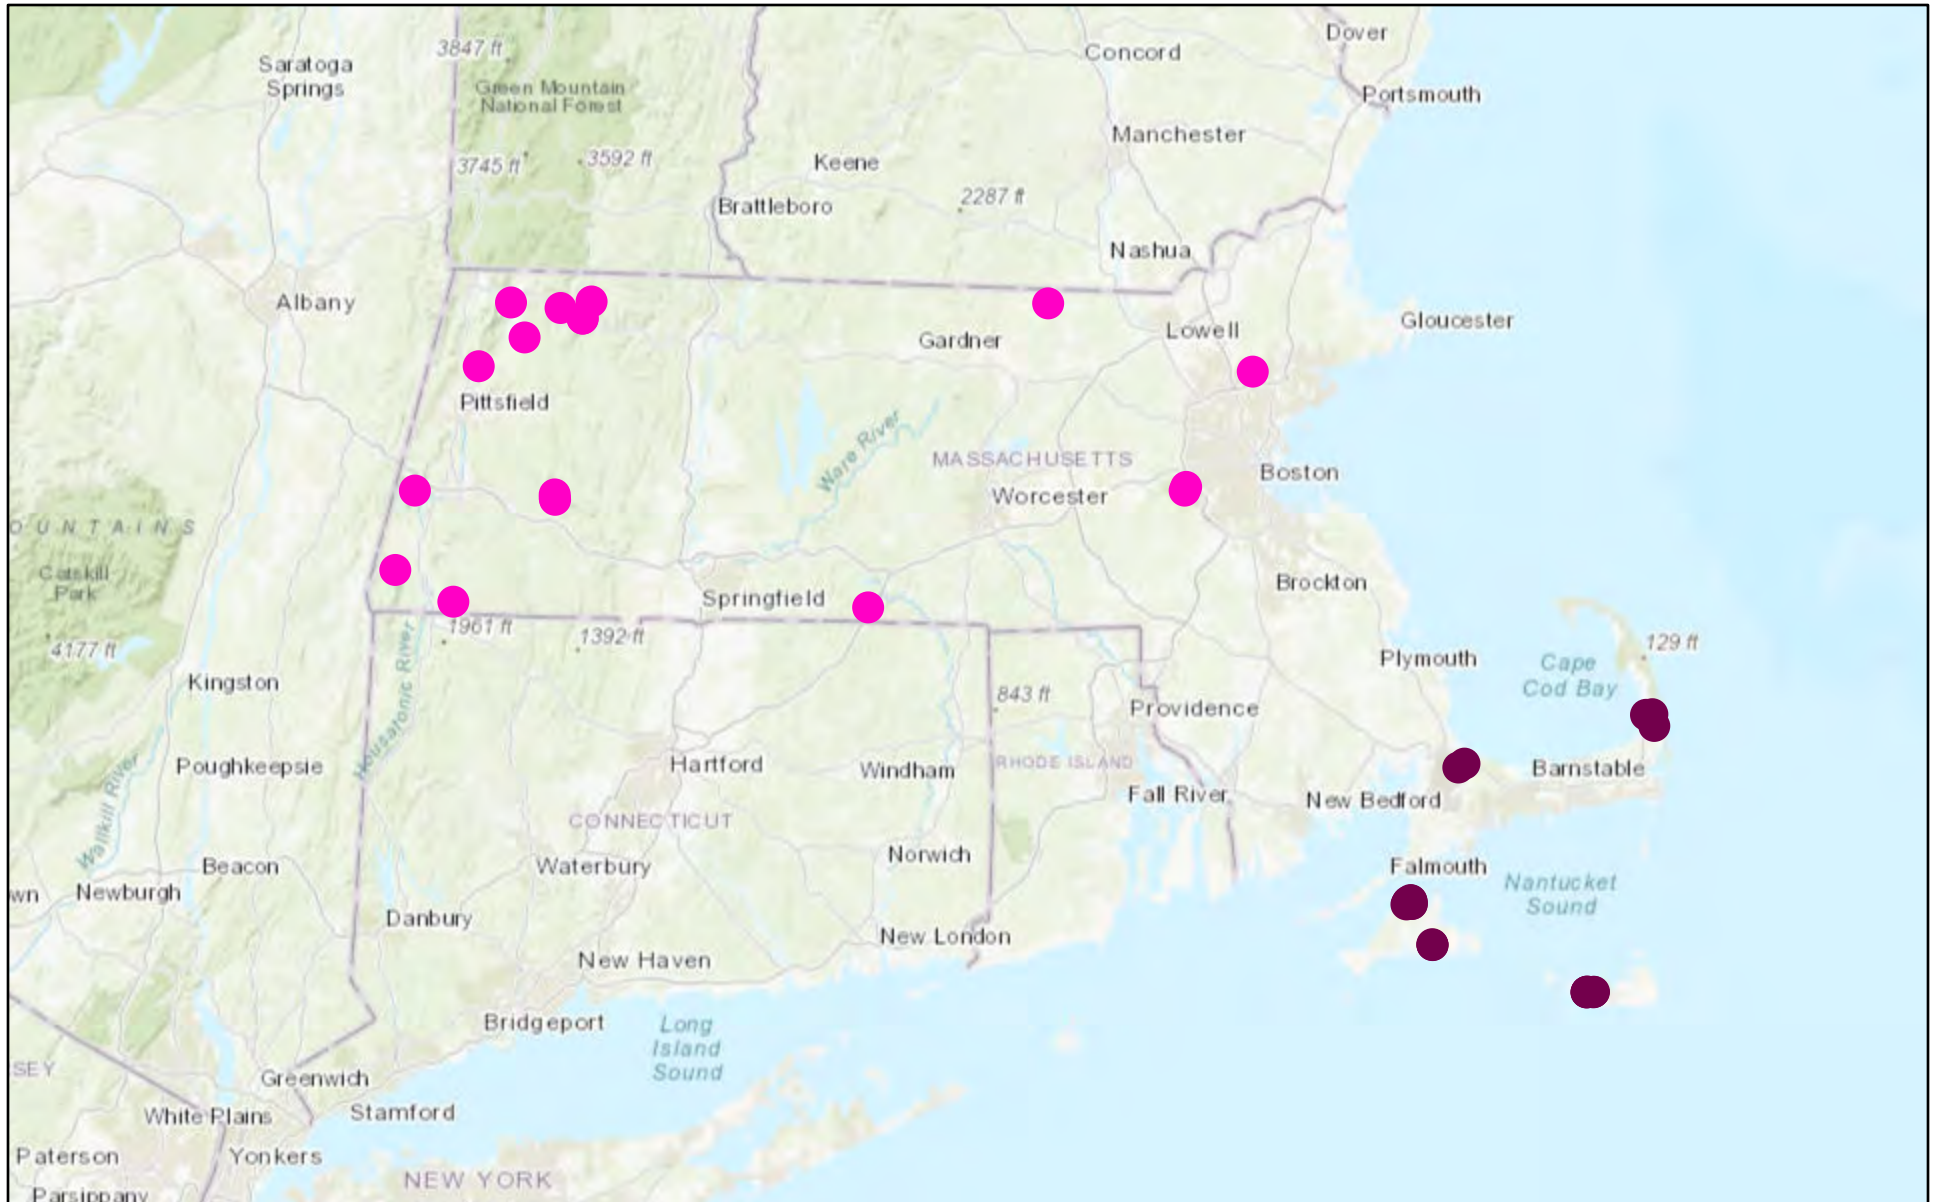 Dover
3847 ft
Concord
Saratoga
Springs
Green Mountain
National Forest
Portsmouth
Manchester
3745 ft
3592 ft
Keene
2287 ft
Brattleboro
Nashua
Albany
Gloucester
Lowell
Gardner
Pittsfield
Ware River
MASSACHUSETTS
Boston
Worcester
OUNTAINS
Catskill
Park
Brockton
Springfield
1961 ft
1392 ft
4177 ft
129 ft
Plymouth
Cape
Cod Bay
Housatonic River
Kingston
843 ft
Providence
Poughkeepsie
Hartford
Windham
RHODE ISLAND
Barnstable
Wallkill River
Fall River
New Bedford
CONNECTICUT
Norwich
Beacon
Waterbury
Falmouth
Nantucket
Sound
wn
Newburgh
Danbury
New London
New Haven
Bridgeport
Long
Island
Sound
SEY
Greenwich
White Plains
Stamford
Paterson
Yonkers
NEW YORK
Parsippany